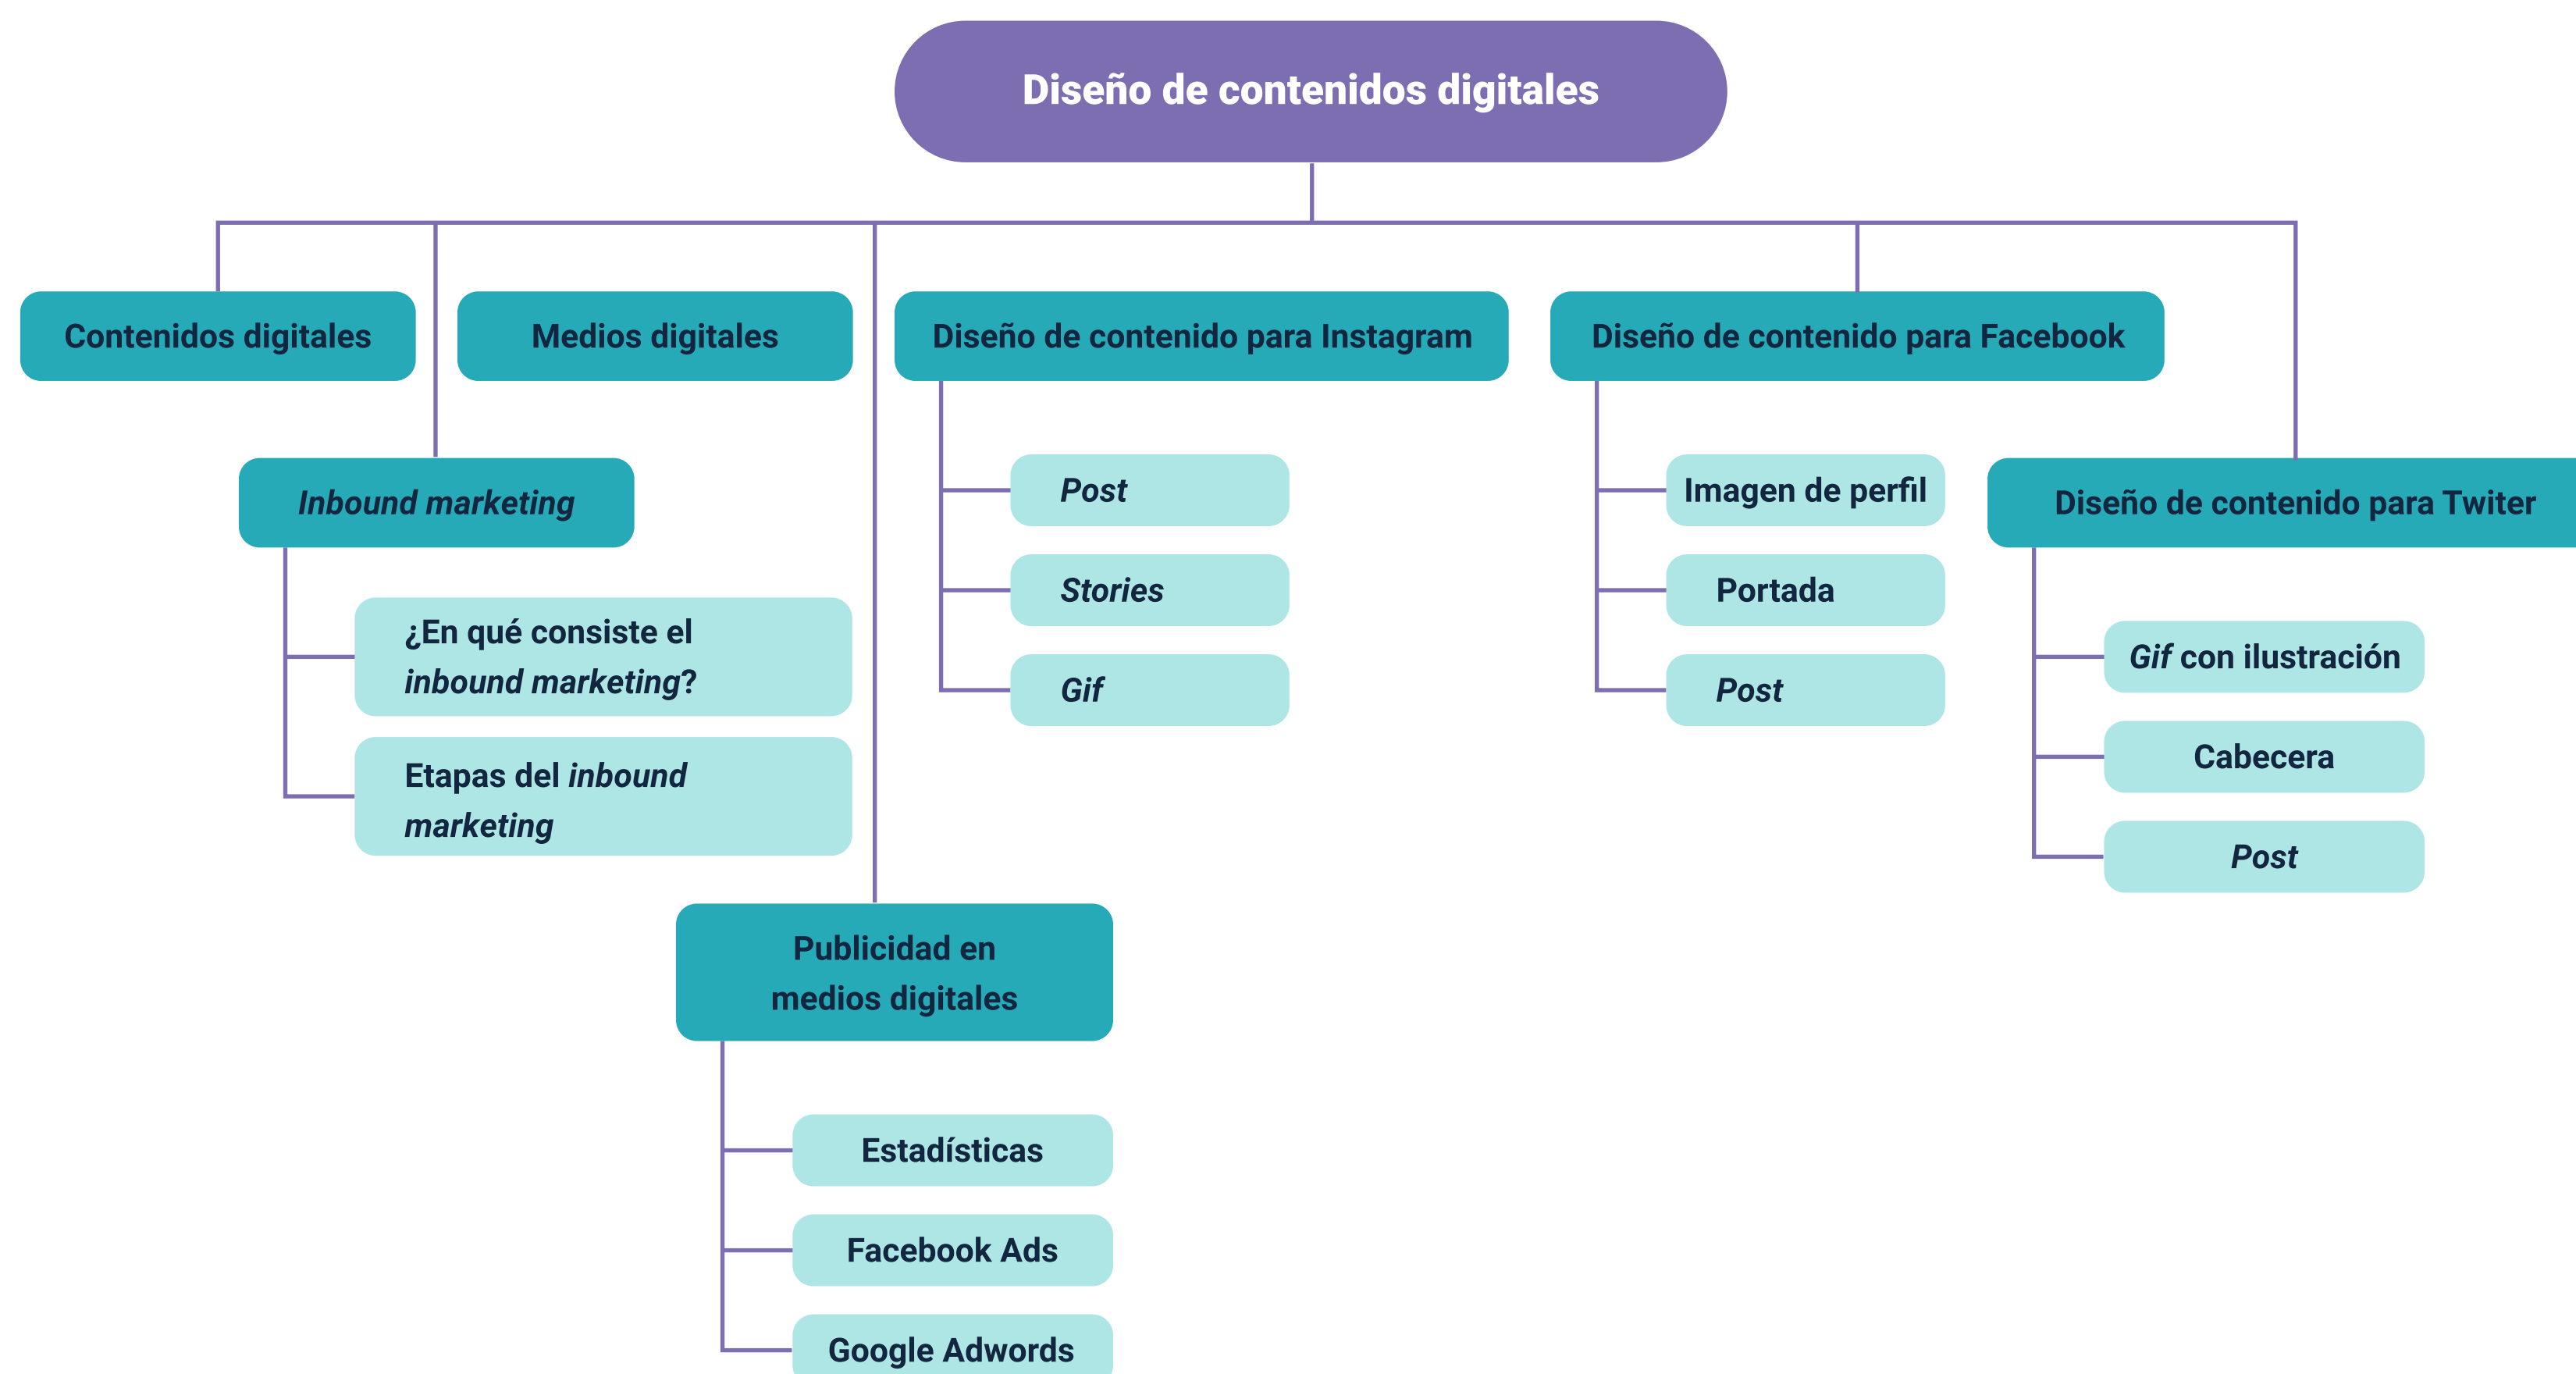 Diseño de contenidos digitales
Contenidos digitales
Medios digitales
Diseño de contenido para Instagram
Diseño de contenido para Facebook
Inbound marketing
¿En qué consiste el
inbound marketing?
Etapas del inbound
marketing
Post
Stories
Gif
Imagen de perfil
Portada
Post
Diseño de contenido para Twiter
Gif con ilustración
Cabecera
Post
Publicidad en
medios digitales
Estadísticas
Facebook Ads
Google Adwords